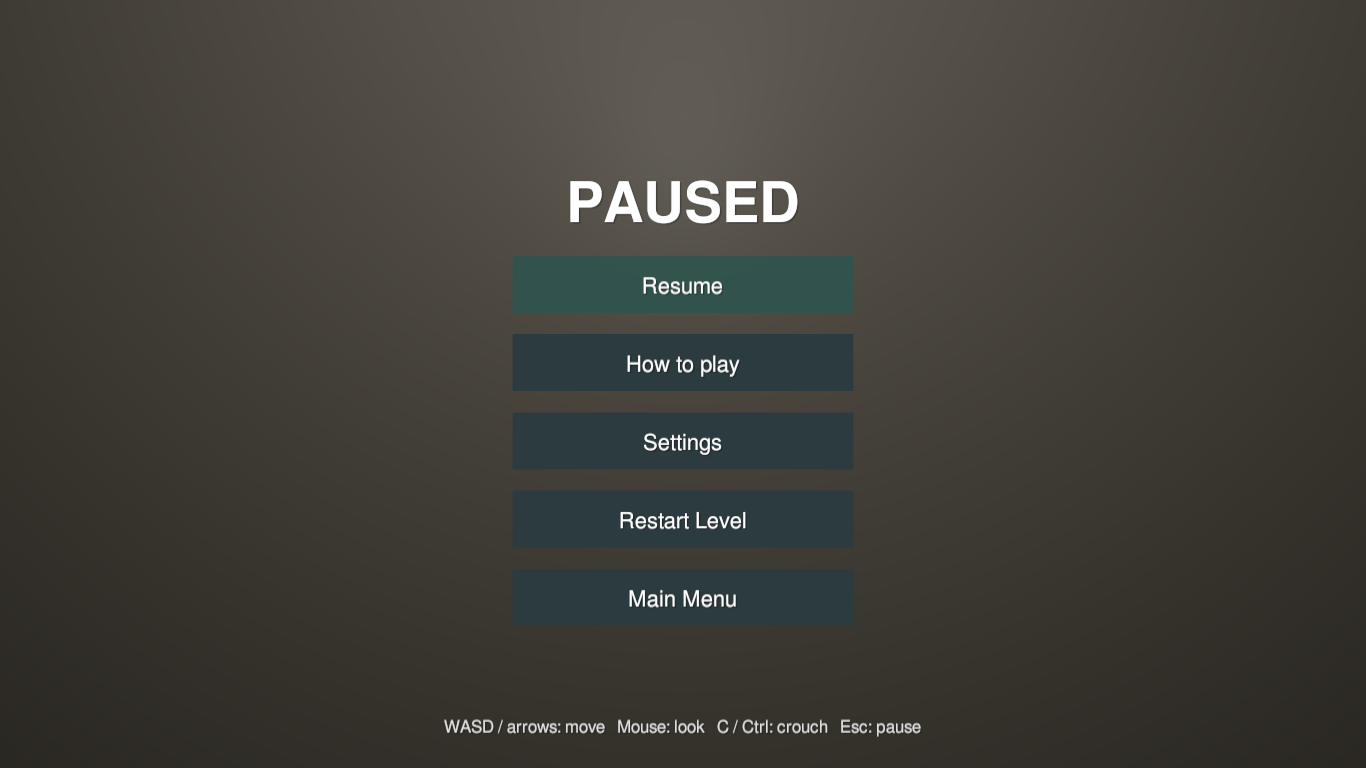 PAUSED
Resume
How to play
Settings
Restart Level
Main Menu
WASD / arrows: move   Mouse: look   C / Ctrl: crouch   Esc: pause